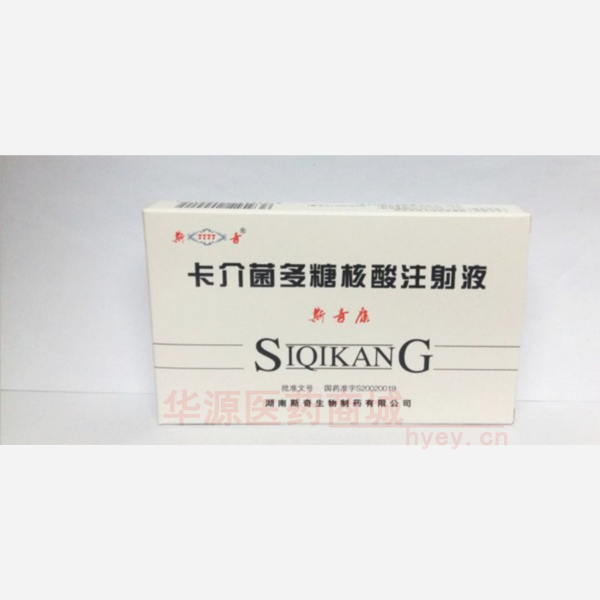 斯奇®
卡介菌多糖核酸注射液
斯奇康
SIQIKANG
批准文号 国药准字S20020019
湖南斯奇生物制药有限公司
华源医药商城
hyey.cn